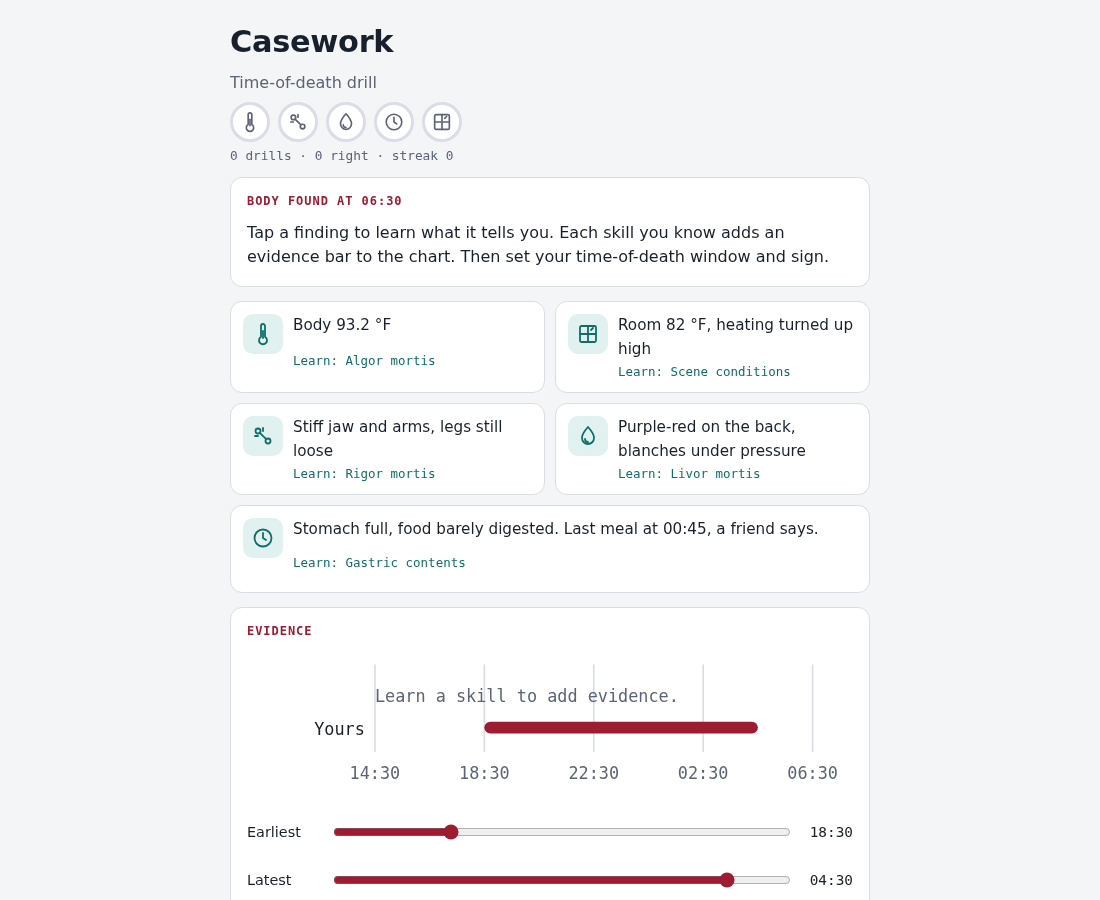 Casework
Time-of-death drill
0 drills · 0 right · streak 0
BODY FOUND AT 06:30
Tap a finding to learn what it tells you. Each skill you know adds an
evidence bar to the chart. Then set your time-of-death window and sign.
Body 93.2 °F
Learn: Algor mortis
Room 82 °F, heating turned up
high
Learn: Scene conditions
Stiff jaw and arms, legs still
loose
Learn: Rigor mortis
Purple-red on the back,
blanches under pressure
Learn: Livor mortis
Stomach full, food barely digested. Last meal at 00:45, a friend says.
Learn: Gastric contents
EVIDENCE
Learn a skill to add evidence.
Yours
14:30 18:30 22:30 02:30 06:30
Earliest 18:30
Latest 04:30